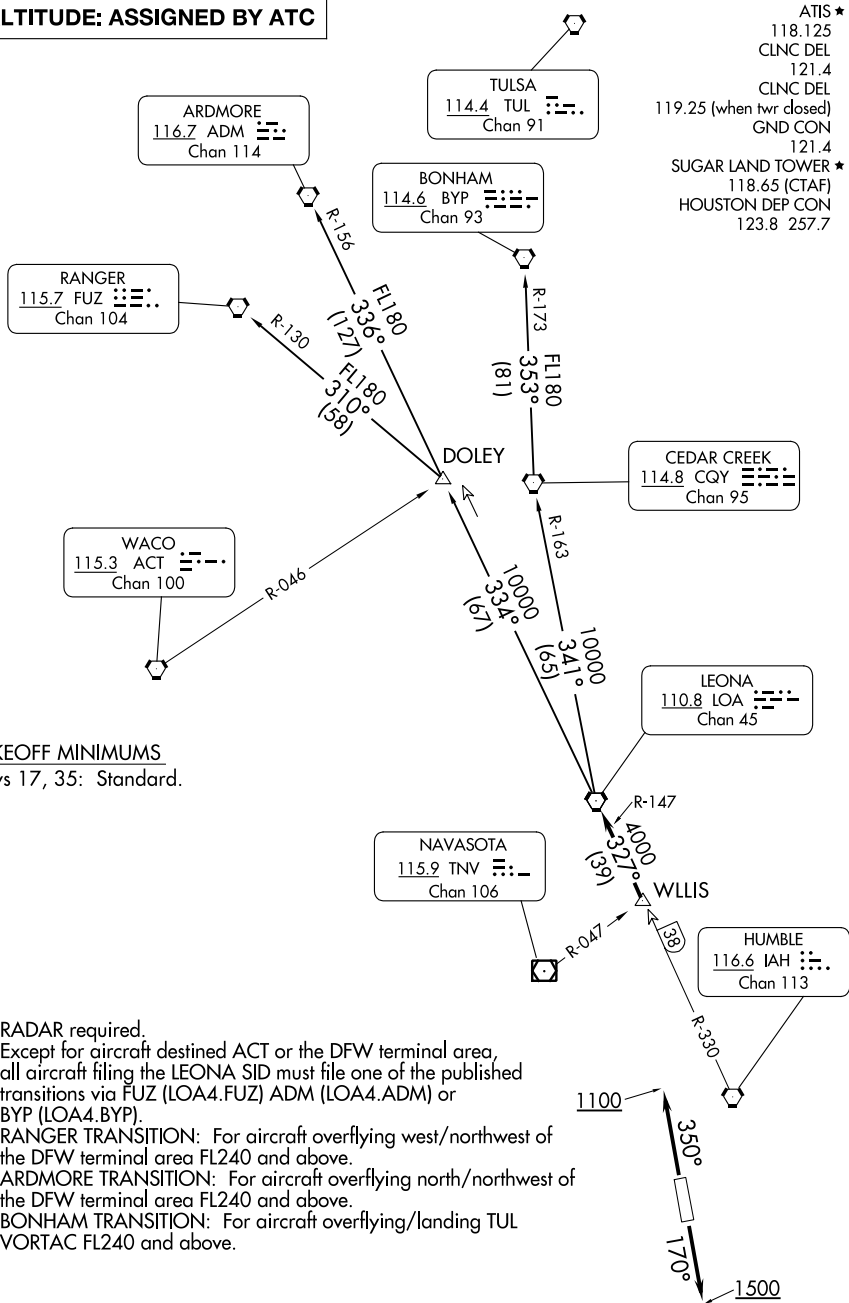 LTITUDE: ASSIGNED BY ATC
ATIS ★
118.125
CLNC DEL
121.4
CLNC DEL
119.25 (when twr closed)
GND CON
121.4
SUGAR LAND TOWER ★
118.65 (CTAF)
HOUSTON DEP CON
123.8 257.7
TULSA
114.4 TUL
Chan 91
ARDMORE
116.7 ADM
Chan 114
BONHAM
114.6 BYP
Chan 93
R-156
RANGER
115.7 FUZ
Chan 104
R-130
FL180
336°
(127)
R-173
FL180
353°
(81)
FL180
310°
(58)
DOLEY
CEDAR CREEK
114.8 CQY
Chan 95
WACO
115.3 ACT
Chan 100
R-046
R-163
10000
334°
(67)
10000
341°
(65)
LEONA
110.8 LOA
Chan 45
KEOFF MINIMUMS
ys 17, 35: Standard.
R-147
4000
327°
(39)
NAVASOTA
115.9 TNV
Chan 106
WLLIS
R-047
38
HUMBLE
116.6 IAH
Chan 113
R-330
RADAR required.
Except for aircraft destined ACT or the DFW terminal area,
all aircraft filing the LEONA SID must file one of the published
transitions via FUZ (LOA4.FUZ) ADM (LOA4.ADM) or
BYP (LOA4.BYP).
RANGER TRANSITION: For aircraft overflying west/northwest of
the DFW terminal area FL240 and above.
ARDMORE TRANSITION: For aircraft overflying north/northwest of
the DFW terminal area FL240 and above.
BONHAM TRANSITION: For aircraft overflying/landing TUL
VORTAC FL240 and above.
1100
350°
170°
1500